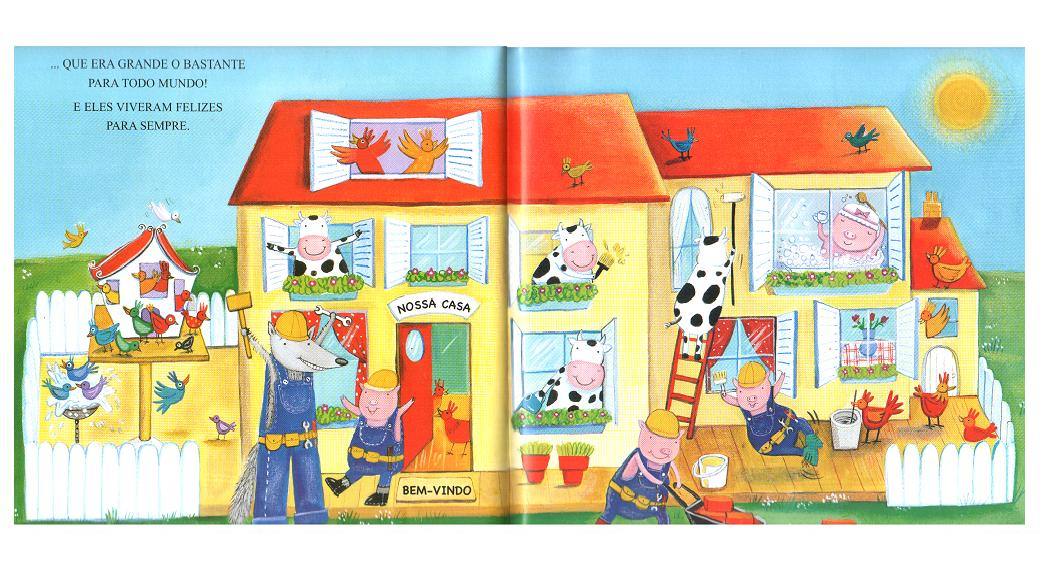 ... QUE ERA GRANDE O BASTANTE
PARA TODO MUNDO!
E ELES VIVERAM FELIZES
PARA SEMPRE.
NOSSA CASA
BEM-VINDO